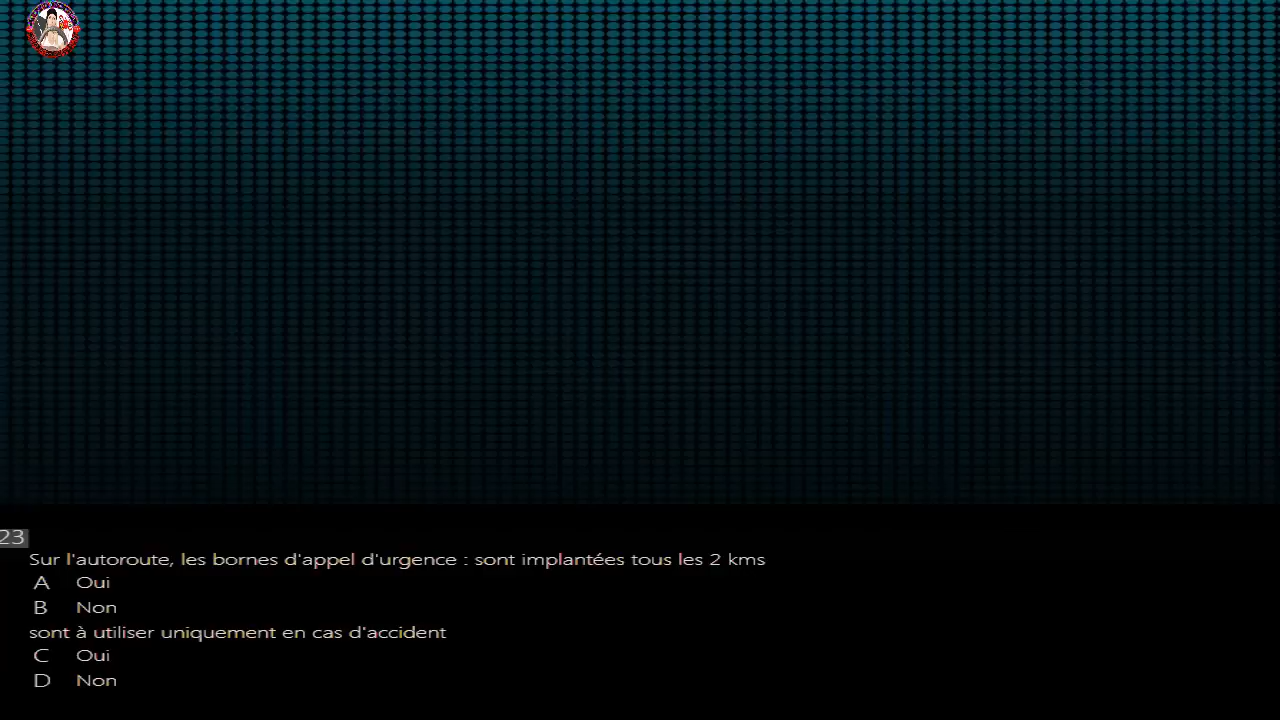 23
Sur l'autoroute, les bornes d'appel d'urgence : sont implantées tous les 2 kms
A Oui
B Non
sont à utiliser uniquement en cas d'accident
C Oui
D Non